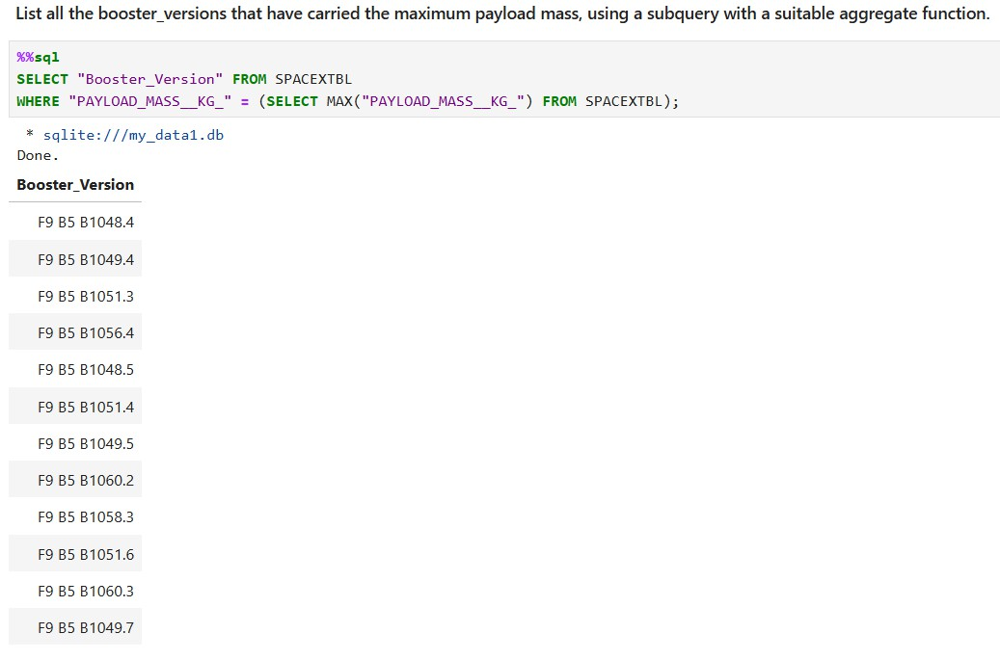 List all the booster_versions that have carried the maximum payload mass, using a subquery with a suitable aggregate function.
%%sql
SELECT "Booster_Version" FROM SPACEXTBL
WHERE "PAYLOAD_MASS__KG_" = (SELECT MAX("PAYLOAD_MASS__KG_") FROM SPACEXTBL);
* sqlite:///my_data1.db
Done.
Booster_Version
F9 B5 B1048.4
F9 B5 B1049.4
F9 B5 B1051.3
F9 B5 B1056.4
F9 B5 B1048.5
F9 B5 B1051.4
F9 B5 B1049.5
F9 B5 B1060.2
F9 B5 B1058.3
F9 B5 B1051.6
F9 B5 B1060.3
F9 B5 B1049.7